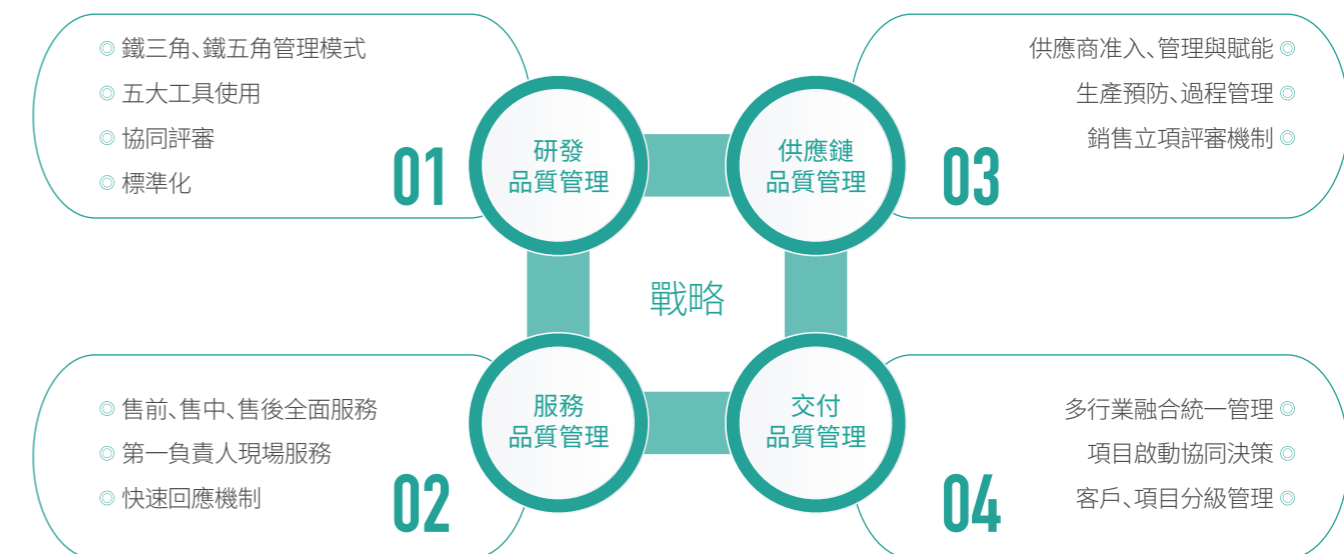 ◎ 鐵三角、鐵五角管理模式
◎ 五大工具使用
◎ 協同評審
◎ 標準化
01
研發
品質管理
◎ 售前、售中、售後全面服務
◎ 第一負責人現場服務
◎ 快速回應機制
02
服務
品質管理
戰略
供應鏈
品質管理
03
供應商准入、管理與賦能 ◎
生產預防、過程管理 ◎
銷售立項評審機制 ◎
交付
品質管理
04
多行業融合統一管理 ◎
項目啟動協同決策 ◎
客戶、項目分級管理 ◎